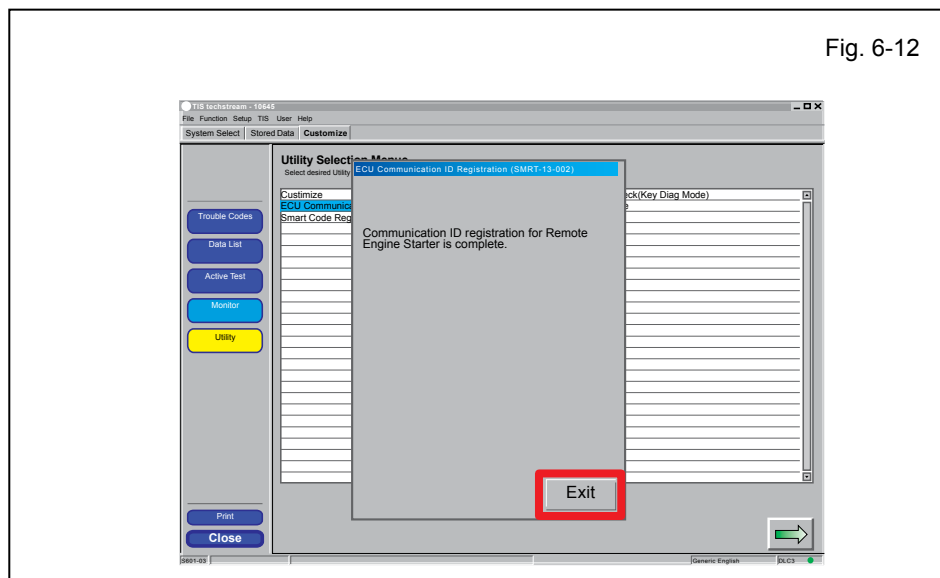 Fig. 6-12
TIS techstream - 10645
File Function Setup TIS User Help
System Select Stored Data Customize
Utility Selection Menus
Select desired Utility
ECU Communication ID Registration (SMRT-13-002)
Custimize
ECU Communica
Smart Code Reg
eck(Key Diag Mode)
Communication ID registration for Remote
Engine Starter is complete.
Trouble Codes
Data List
Active Test
Monitor
Utility
Exit
Print
Close
S601-03
Generic English
DLC3